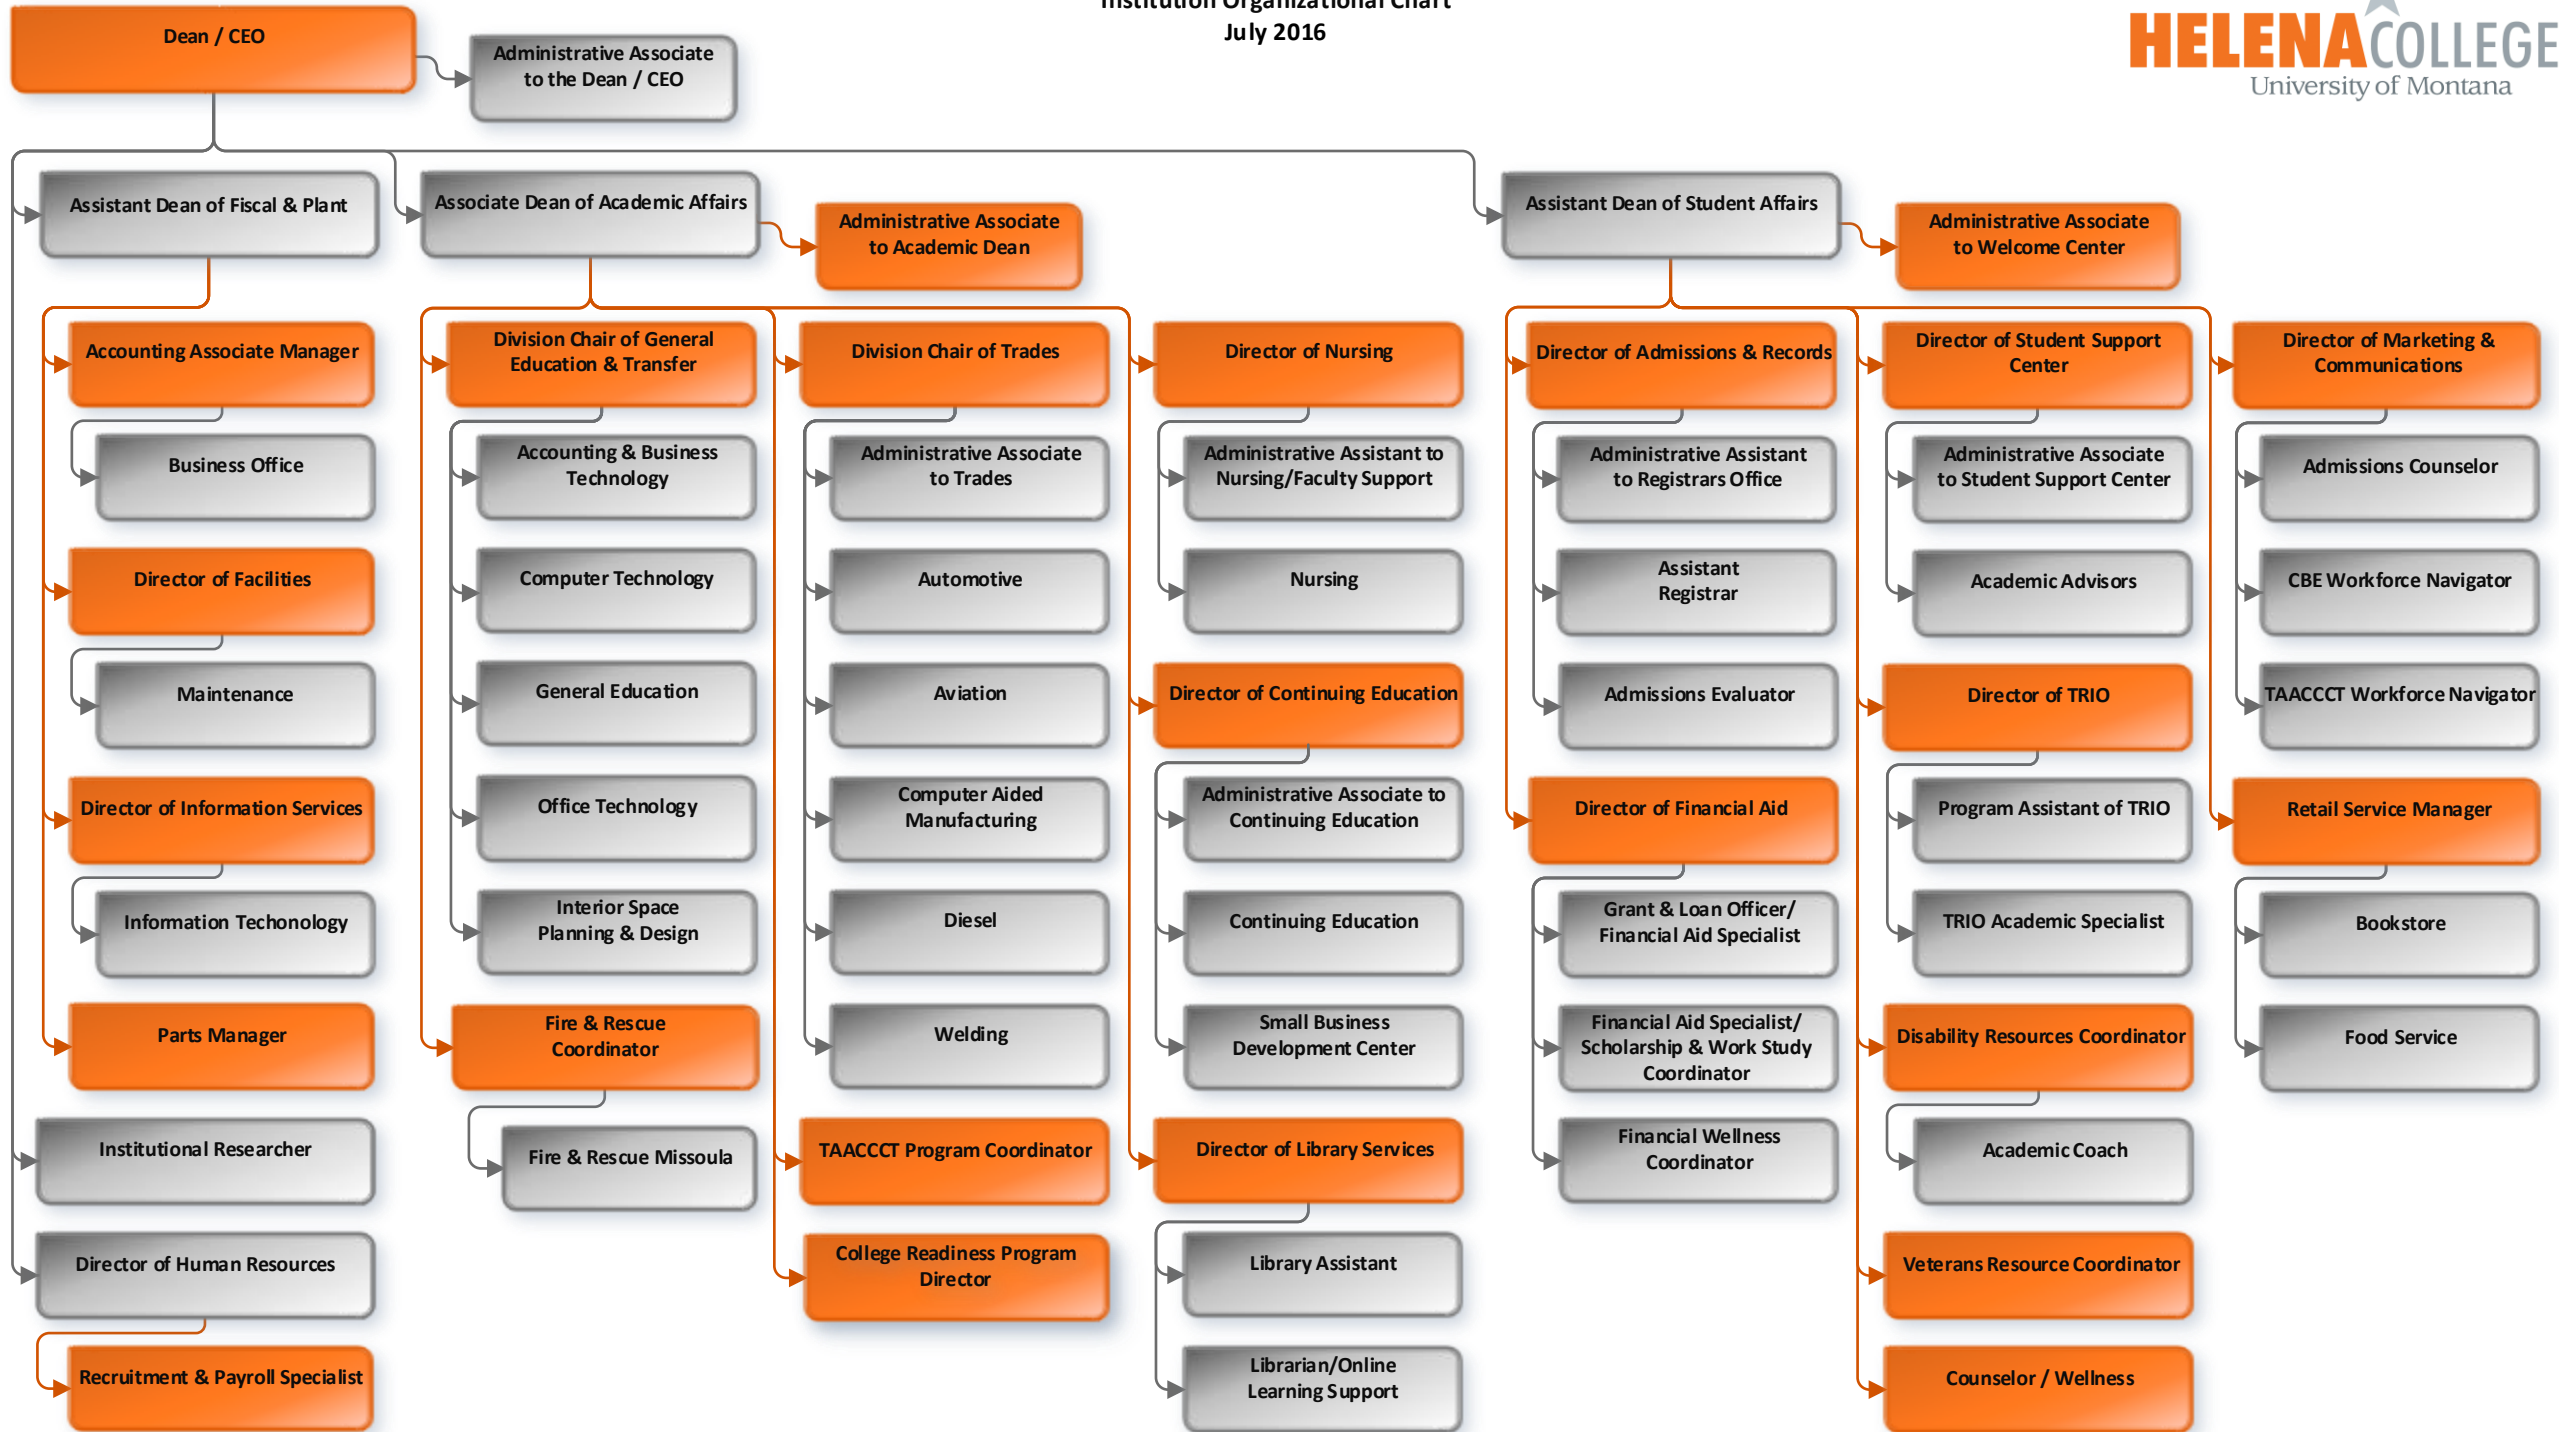 Institution Organizational Chart
July 2016
HELENACOLLEGE
University of Montana
Dean / CEO
Administrative Associate
to the Dean / CEO
Assistant Dean of Fiscal & Plant
Accounting Associate Manager
Business Office
Director of Facilities
Maintenance
Director of Information Services
Information Techonology
Parts Manager
Institutional Researcher
Director of Human Resources
Recruitment & Payroll Specialist
Associate Dean of Academic Affairs
Administrative Associate
to Academic Dean
Division Chair of General
Education & Transfer
Accounting & Business
Technology
Computer Technology
General Education
Office Technology
Interior Space
Planning & Design
Fire & Rescue
Coordinator
Fire & Rescue Missoula
Division Chair of Trades
Administrative Associate
to Trades
Automotive
Aviation
Computer Aided
Manufacturing
Diesel
Welding
TAACCCT Program Coordinator
College Readiness Program
Director
Director of Nursing
Administrative Assistant to
Nursing/Faculty Support
Nursing
Director of Continuing Education
Administrative Associate to
Continuing Education
Continuing Education
Small Business
Development Center
Director of Library Services
Library Assistant
Librarian/Online
Learning Support
Assistant Dean of Student Affairs
Administrative Associate
to Welcome Center
Director of Admissions & Records
Administrative Assistant
to Registrars Office
Assistant
Registrar
Admissions Evaluator
Director of Financial Aid
Grant & Loan Officer/
Financial Aid Specialist
Financial Aid Specialist/
Scholarship & Work Study
Coordinator
Financial Wellness
Coordinator
Director of Student Support
Center
Administrative Associate
to Student Support Center
Academic Advisors
Director of TRIO
Program Assistant of TRIO
TRIO Academic Specialist
Disability Resources Coordinator
Academic Coach
Veterans Resource Coordinator
Counselor / Wellness
Director of Marketing &
Communications
Admissions Counselor
CBE Workforce Navigator
TAACCCT Workforce Navigator
Retail Service Manager
Bookstore
Food Service